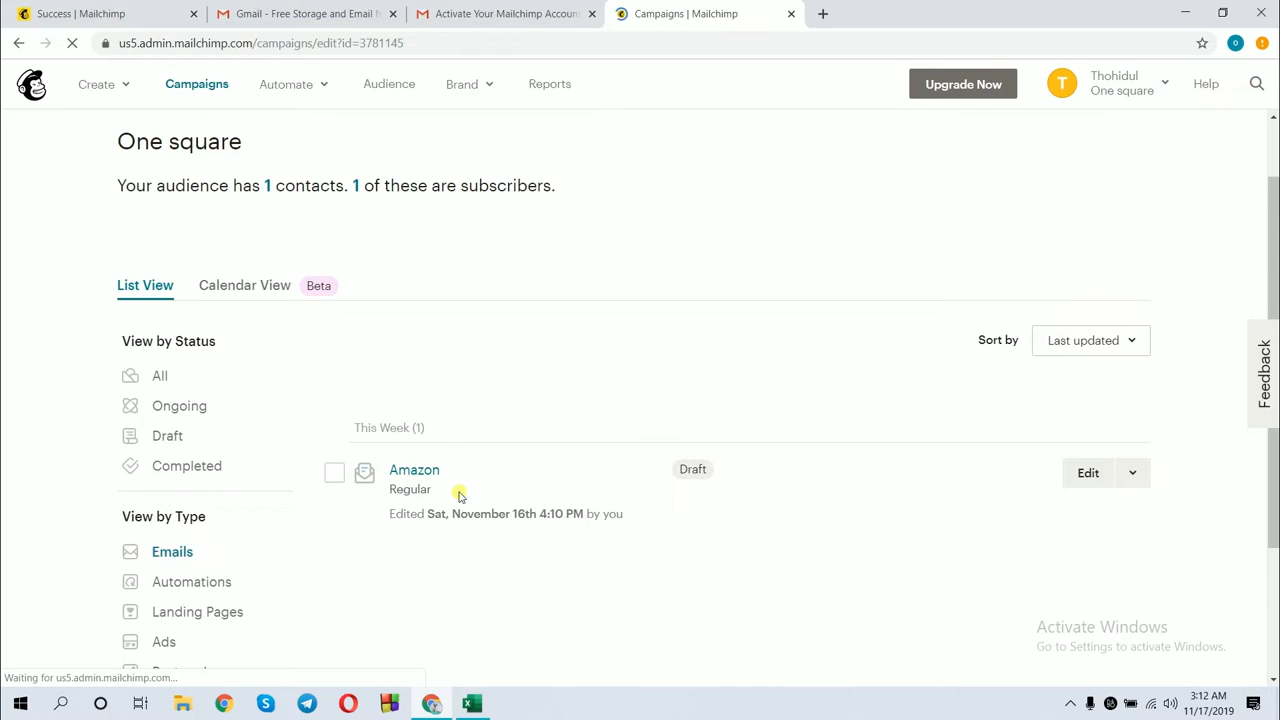 Success | Mailchimp
Gmail - Free Storage and Email f
Activate Your Mailchimp Accoun
Campaigns | Mailchimp
us5.admin.mailchimp.com/campaigns/edit?id=3781145
Create
Campaigns
Automate
Audience
Brand
Reports
Upgrade Now
T
Thohidul
One square
Help
One square
Your audience has 1 contacts. 1 of these are subscribers.
List View
Calendar View
Beta
View by Status
Sort by
Last updated
All
Ongoing
Draft
Completed
This Week (1)
Amazon
Draft
Edit
Regular
Edited Sat, November 16th 4:10 PM by you
View by Type
Emails
Automations
Landing Pages
Ads
Feedback
Activate Windows
Go to Settings to activate Windows.
Waiting for us5.admin.mailchimp.com...
3:12 AM
11/17/2019